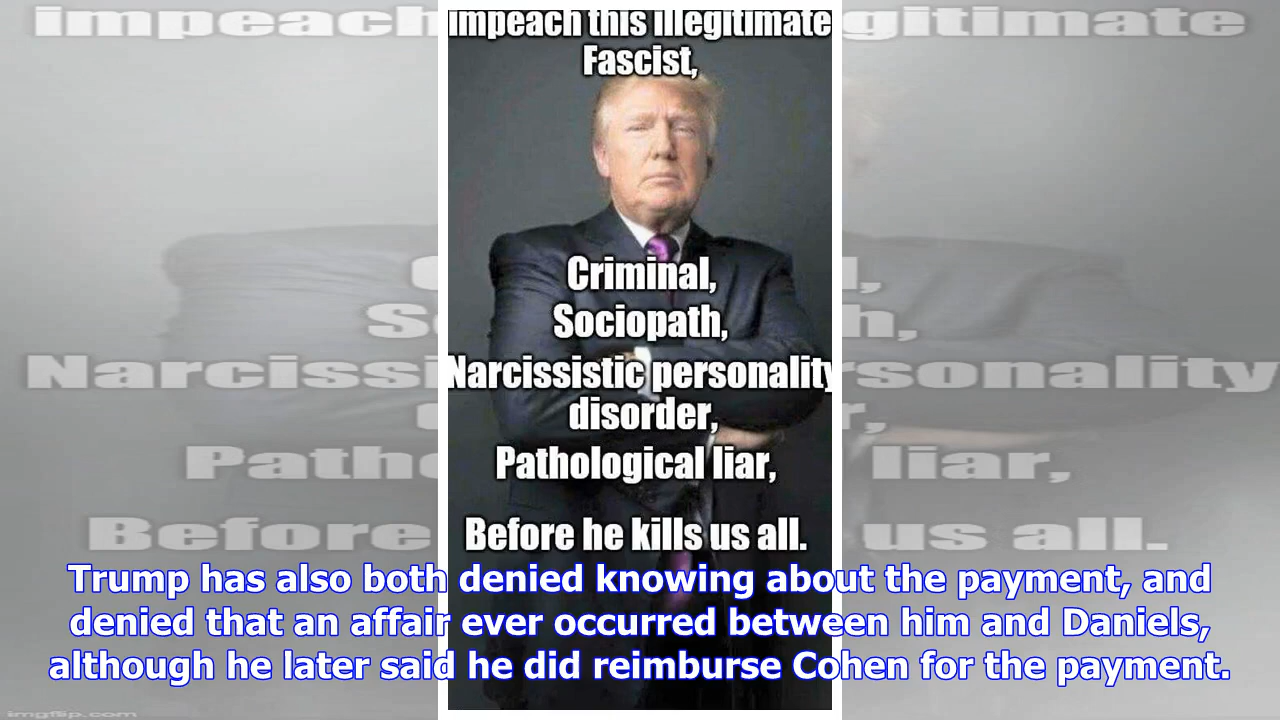 impeach this illegitimate
Fascist,
Criminal,
Sociopath,
Narcissistic personality
disorder,
Pathological liar,
Before he kills us all.
Trump has also both denied knowing about the payment, and
denied that an affair ever occurred between him and Daniels,
although he later said he did reimburse Cohen for the payment.
imgflip.com